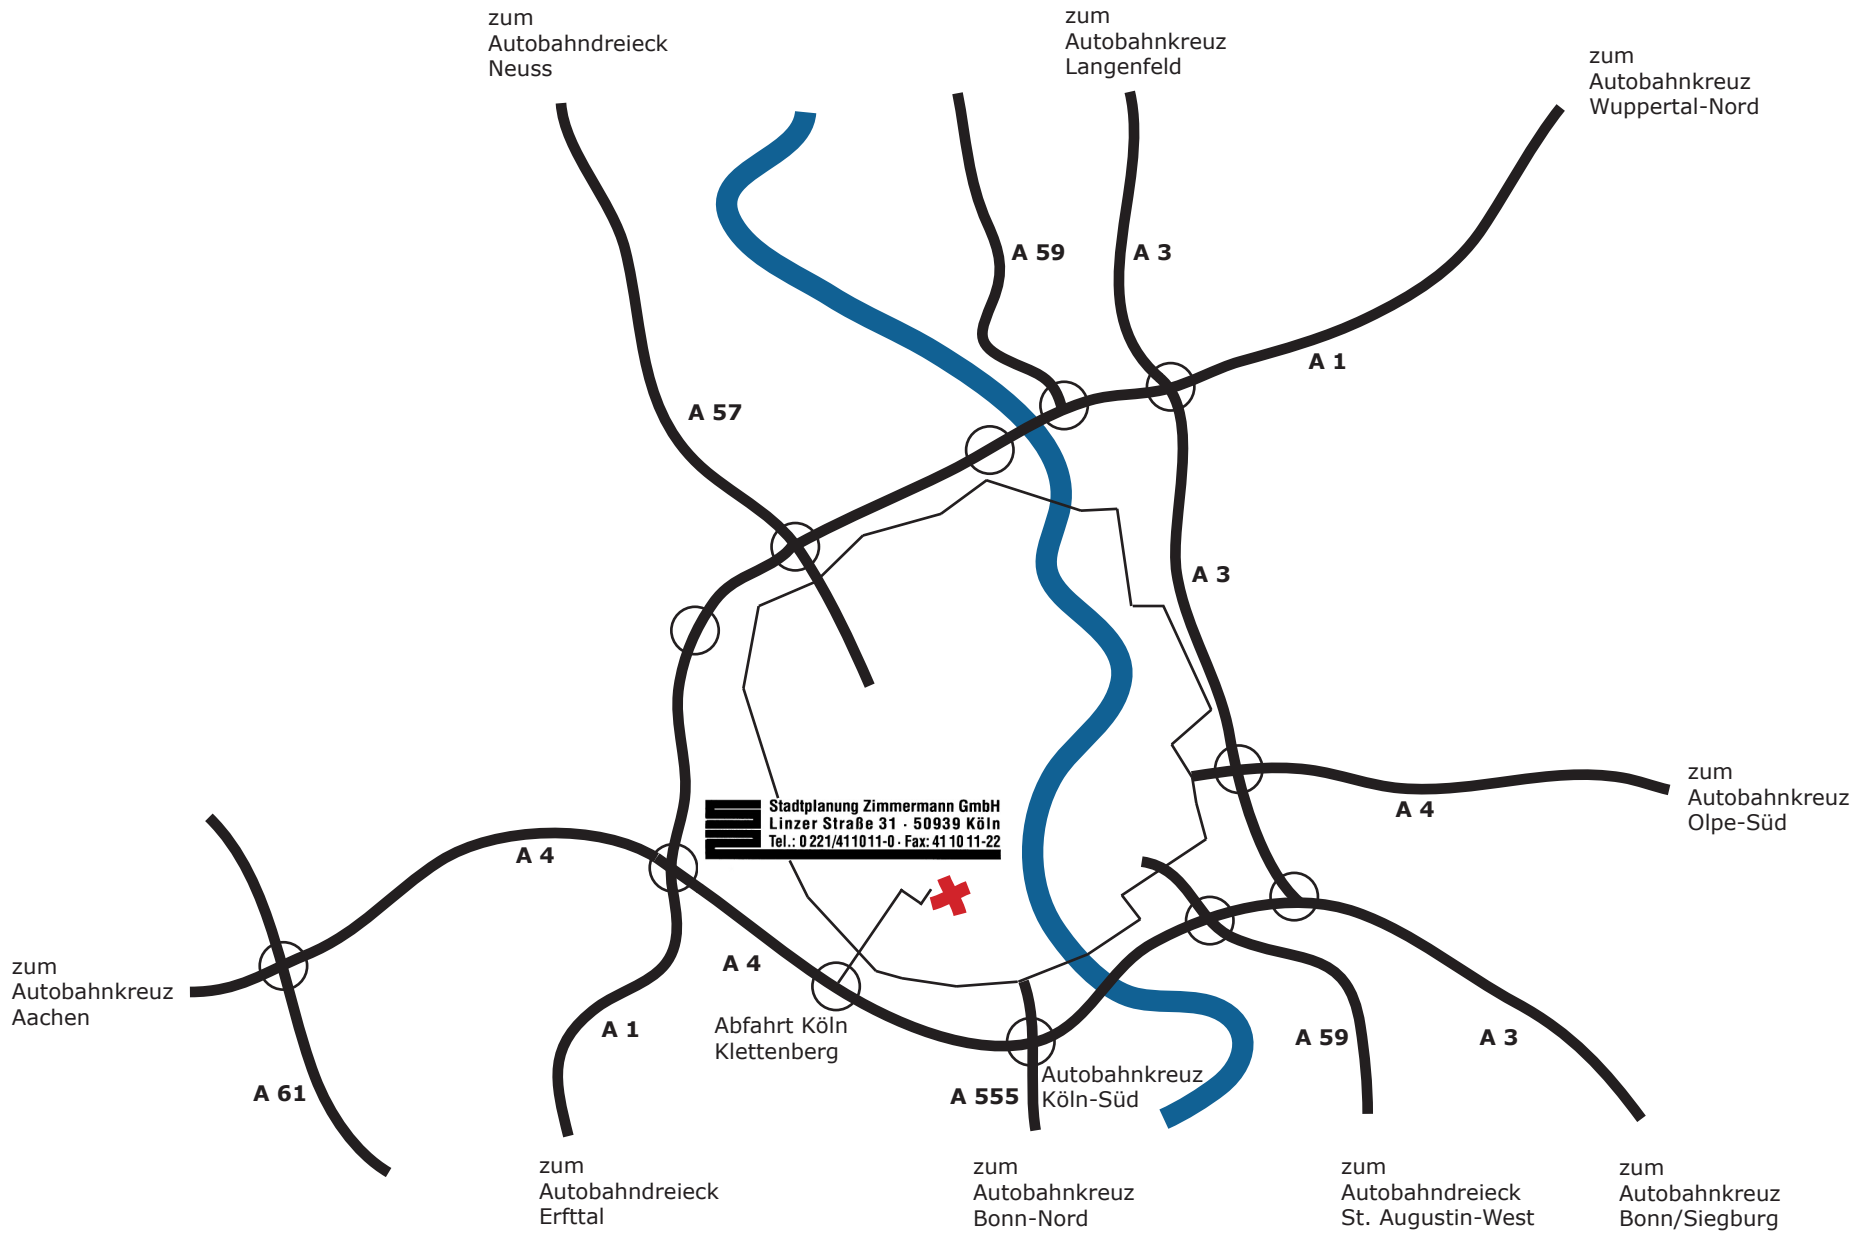 zum
Autobahndreieck
Neuss
zum
Autobahnkreuz
Langenfeld
zum
Autobahnkreuz
Wuppertal-Nord
A 59
A 3
A 1
A 57
A 3
zum
Autobahnkreuz
Olpe-Süd
A 4
Stadtplanung Zimmermann GmbH
Linzer Straße 31 · 50939 Köln
Tel.: 0 221/411011-0 · Fax: 41 10 11-22
A 4
zum
Autobahnkreuz
Aachen
A 4
A 1
Abfahrt Köln
Klettenberg
A 59
A 3
A 61
A 555
Autobahnkreuz
Köln-Süd
zum
Autobahndreieck
Erfttal
zum
Autobahnkreuz
Bonn-Nord
zum
Autobahndreieck
St. Augustin-West
zum
Autobahnkreuz
Bonn/Siegburg